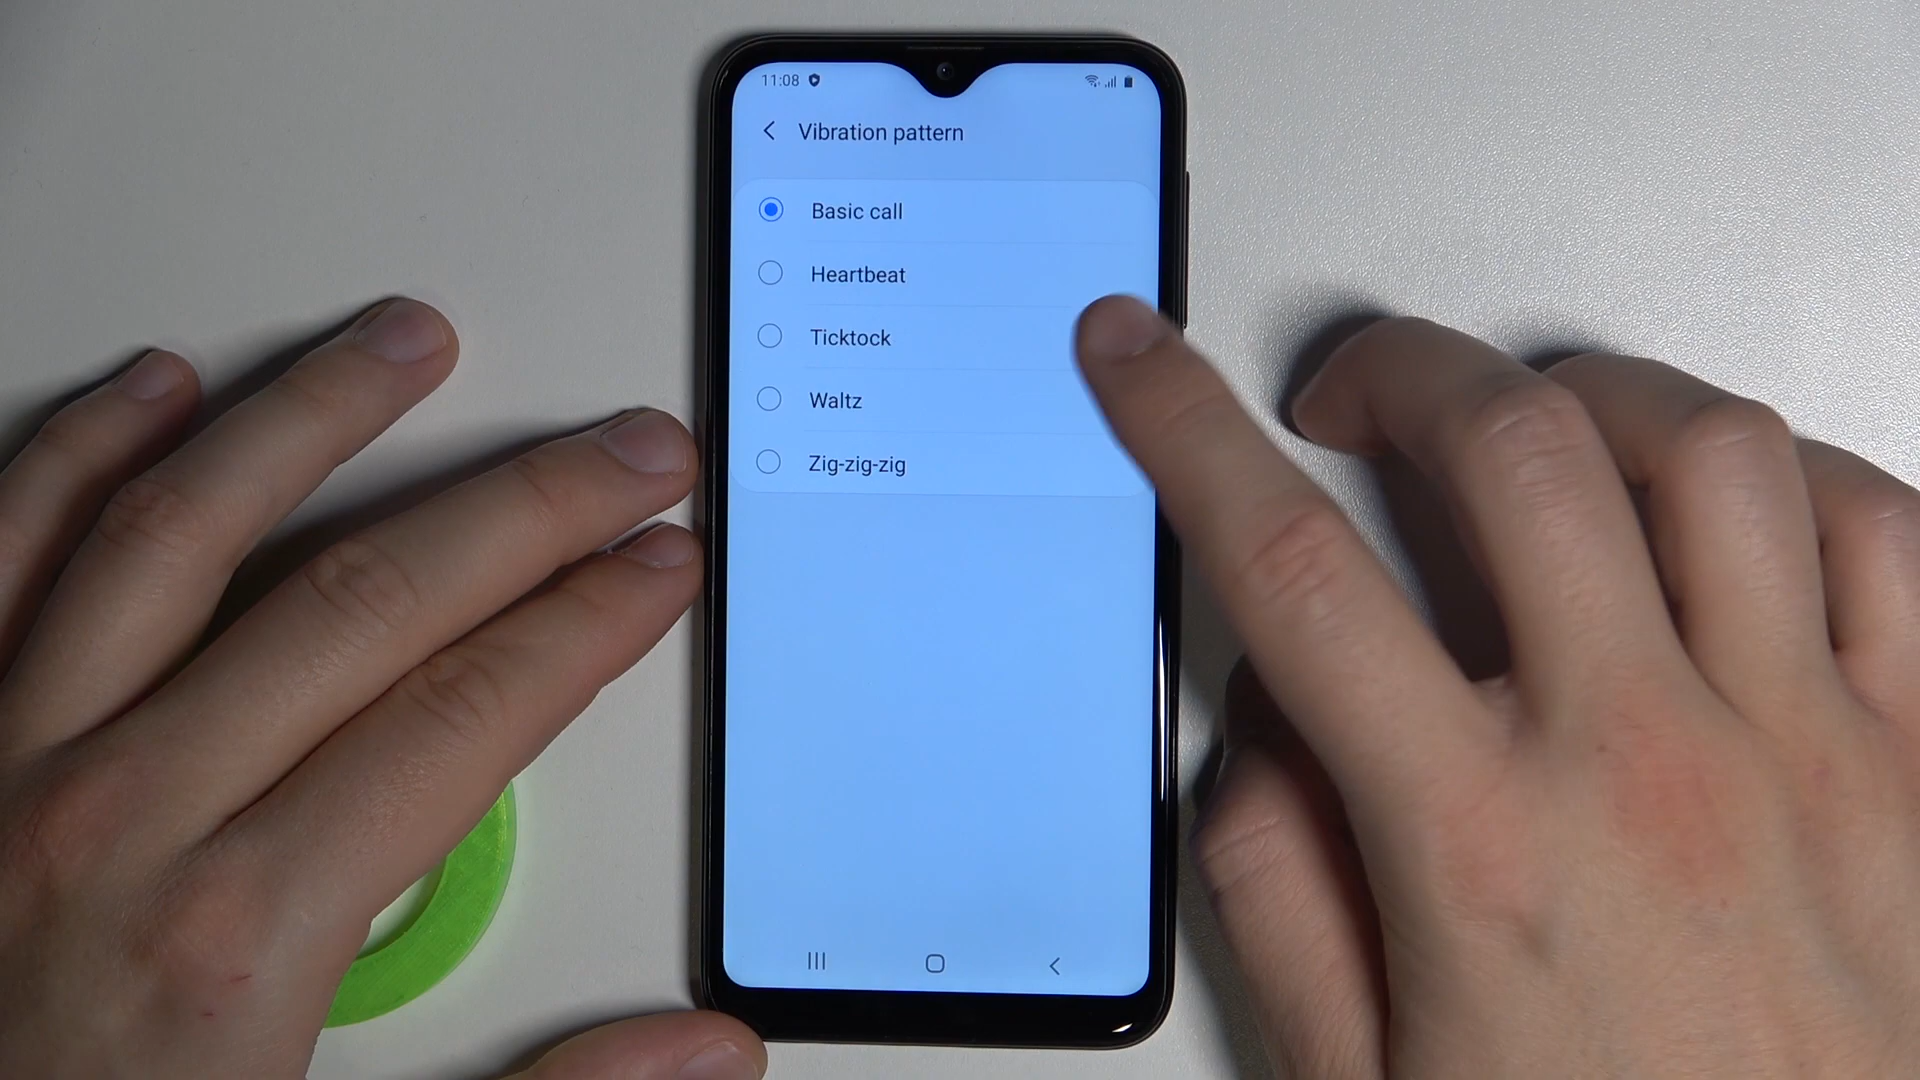 11:08
Vibration pattern
Basic call
Heartbeat
Ticktock
Waltz
Zig-zig-zig